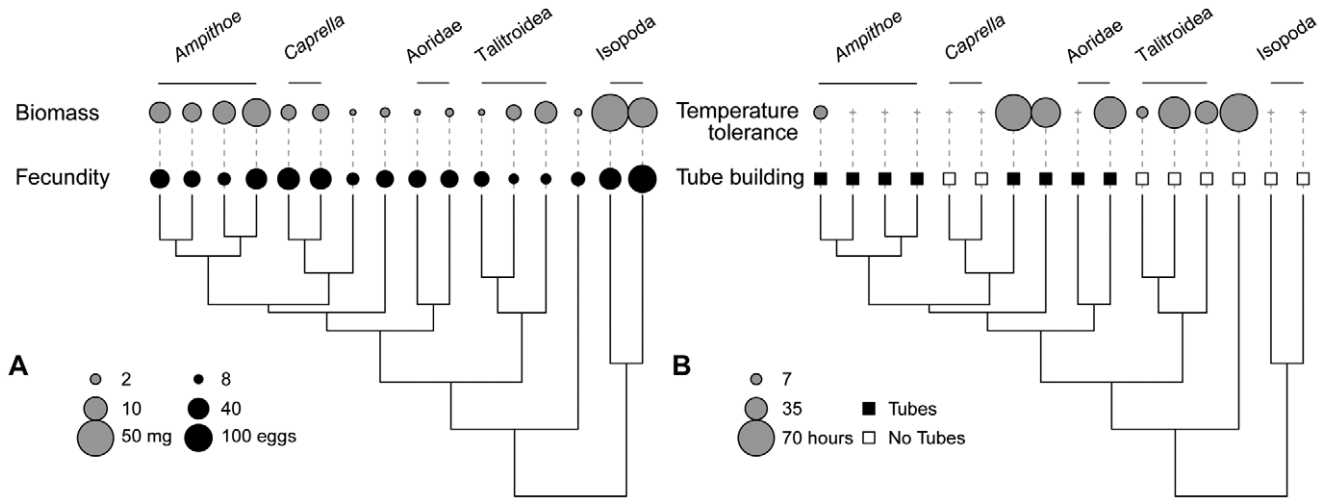 Ampithoe
Caprella
Aoridae
Talitroidea
Isopoda
Biomass
Fecundity
A
2
10
50 mg
8
40
100 eggs
Ampithoe
Caprella
Aoridae
Talitroidea
Isopoda
Temperature
tolerance
Tube building
B
7
35
70 hours
Tubes
No Tubes